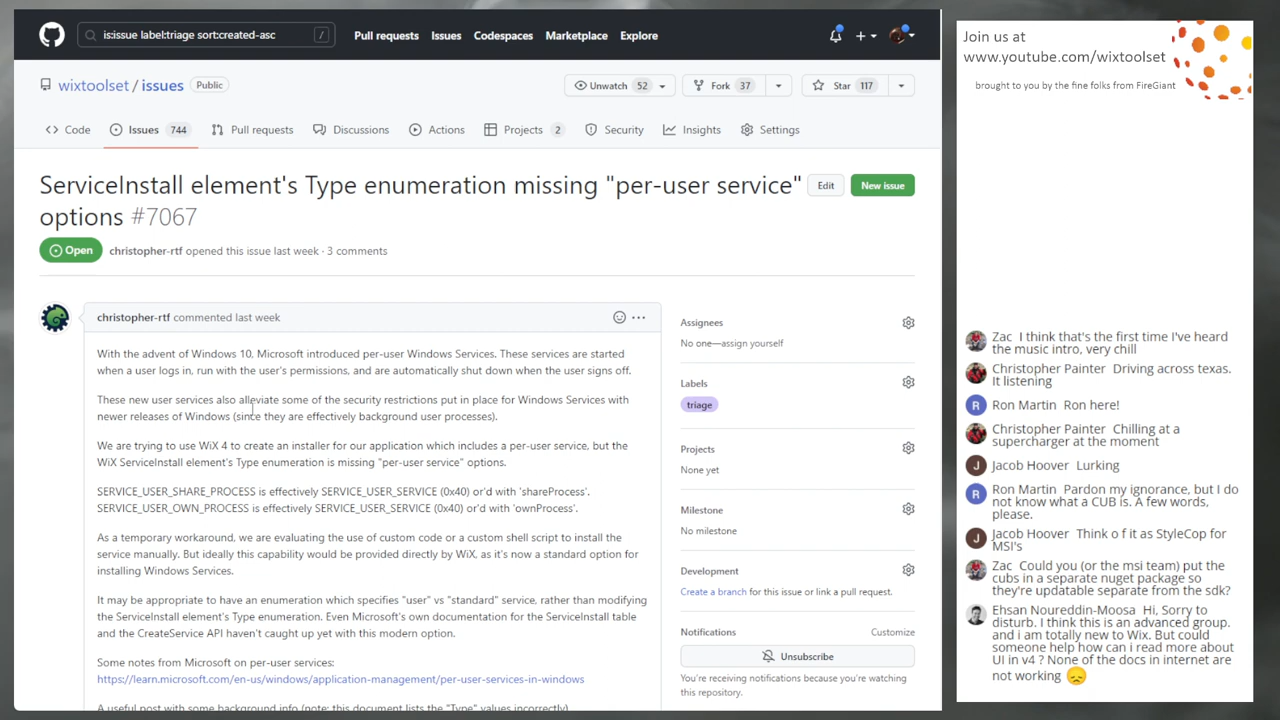 is:issue label:triage sort:created-asc
/
Pull requests Issues Codespaces Marketplace Explore
wixtoolset / issues Public
Unwatch 52
Fork 37
Star 117
Code
Issues 744
Pull requests
Discussions
Actions
Projects 2
Security
Insights
Settings
ServiceInstall element's Type enumeration missing "per-user service"
options #7067
Edit
New issue
Open
christopher-rtf opened this issue last week · 3 comments
christopher-rtf commented last week
With the advent of Windows 10, Microsoft introduced per-user Windows Services. These services are started
when a user logs in, run with the user's permissions, and are automatically shut down when the user signs off.
These new user services also alleviate some of the security restrictions put in place for Windows Services with
newer releases of Windows (since they are effectively background user processes).
We are trying to use WiX 4 to create an installer for our application which includes a per-user service, but the
WiX ServiceInstall element's Type enumeration is missing "per-user service" options.
SERVICE_USER_SHARE_PROCESS is effectively SERVICE_USER_SERVICE (0x40) or'd with 'shareProcess'.
SERVICE_USER_OWN_PROCESS is effectively SERVICE_USER_SERVICE (0x40) or'd with 'ownProcess'.
As a temporary workaround, we are evaluating the use of custom code or a custom shell script to install the
service manually. But ideally this capability would be provided directly by WiX, as it's now a standard option for
installing Windows Services.
It may be appropriate to have an enumeration which specifies "user" vs "standard" service, rather than modifying
the ServiceInstall element's Type enumeration. Even Microsoft's own documentation for the ServiceInstall table
and the CreateService API haven't caught up yet with this modern option.
Some notes from Microsoft on per-user services:
https://learn.microsoft.com/en-us/windows/application-management/per-user-services-in-windows
A useful post with some background info (note: this document lists the "Type" values incorrectly)
Assignees
No one—assign yourself
Labels
triage
Projects
None yet
Milestone
No milestone
Development
Create a branch for this issue or link a pull request.
Notifications Customize
Unsubscribe
You're receiving notifications because you're watching
this repository.
Join us at
www.youtube.com/wixtoolset
brought to you by the fine folks from FireGiant
Zac I think that's the first time I've heard
the music intro, very chill
Christopher Painter Driving across texas.
It listening
R
Ron Martin Ron here!
Christopher Painter Chilling at a
supercharger at the moment
J
Jacob Hoover Lurking
R
Ron Martin Pardon my ignorance, but I do
not know what a CUB is. A few words,
please.
J
Jacob Hoover Think o f it as StyleCop for
MSI's
Zac Could you (or the msi team) put the
cubs in a separate nuget package so
they're updatable separate from the sdk?
Ehsan Noureddin-Moosa Hi, Sorry to
disturb. I think this is an advanced group.
and i am totally new to Wix. But could
someone help how can i read more about
UI in v4 ? None of the docs in internet are
not working 😞